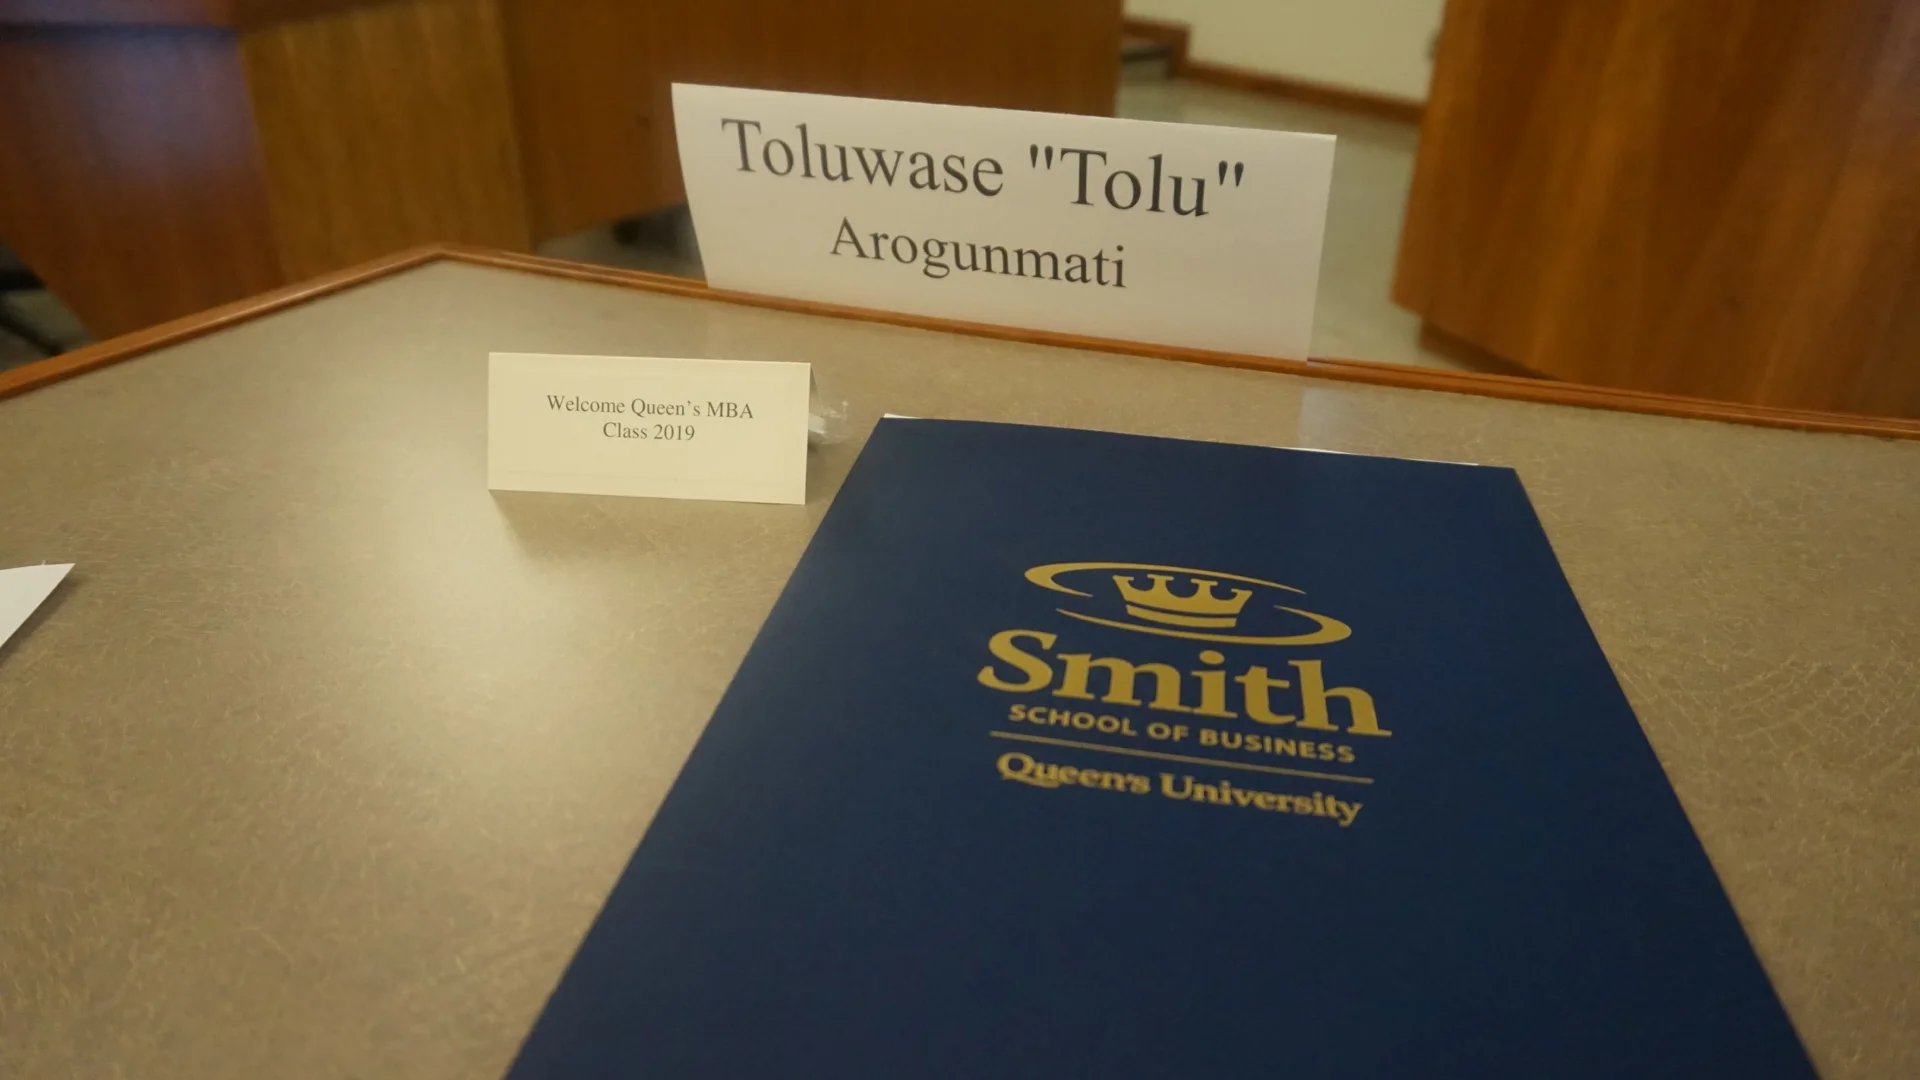 Toluwase "Tolu"
Arogunmati
Welcome Queen's MBA
Class 2019
Smith
SCHOOL OF BUSINESS
Queen's University